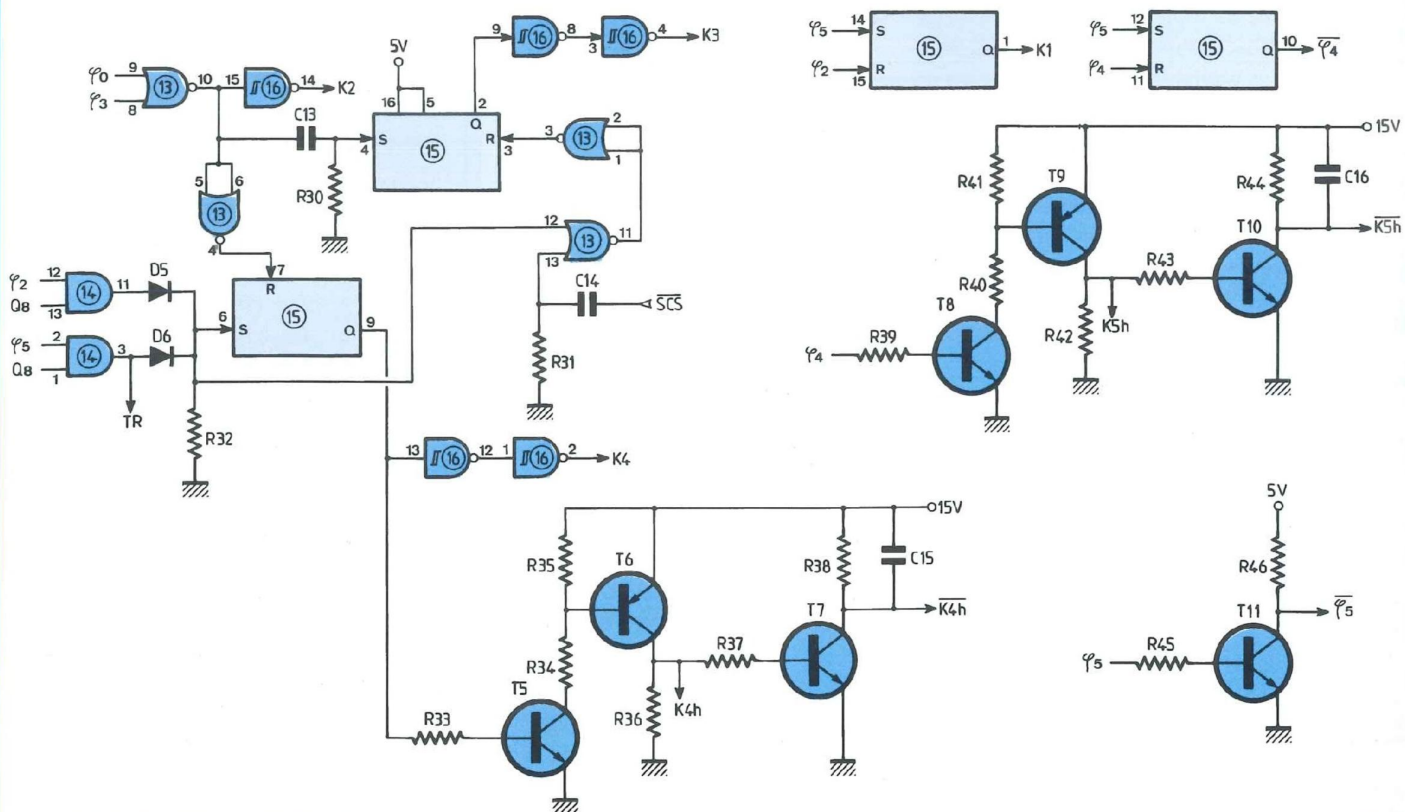 φ0 9
φ3 8
13 10
15 16 14 K2
9 16 8
3 16 4 K3
5V
16 5
2
Q
S 4
15
R 3
C13
R30
3 13 2
1
5 6
13
4
7
R
φ2 12
Q8 13
14 11
D5
φ5 2
Q8 1
14 3
D6
TR
R32
6 S
15
Q 9
12
13 11
13
C14
SCS
R31
13 16 12
1 16 2 K4
R33
T5
R34
R35
T6
R36
K4h
R37
T7
R38
C15
15V
K4h
φ5 14 S
φ2 15 R
15
Q 1 K1
φ5 12 S
φ4 11 R
15
Q 10 φ4
15V
R41
T9
R40
T8
φ4 R39
R42
K5h
R43
T10
R44
C16
K5h
5V
R46
φ5
T11
R45
φ5